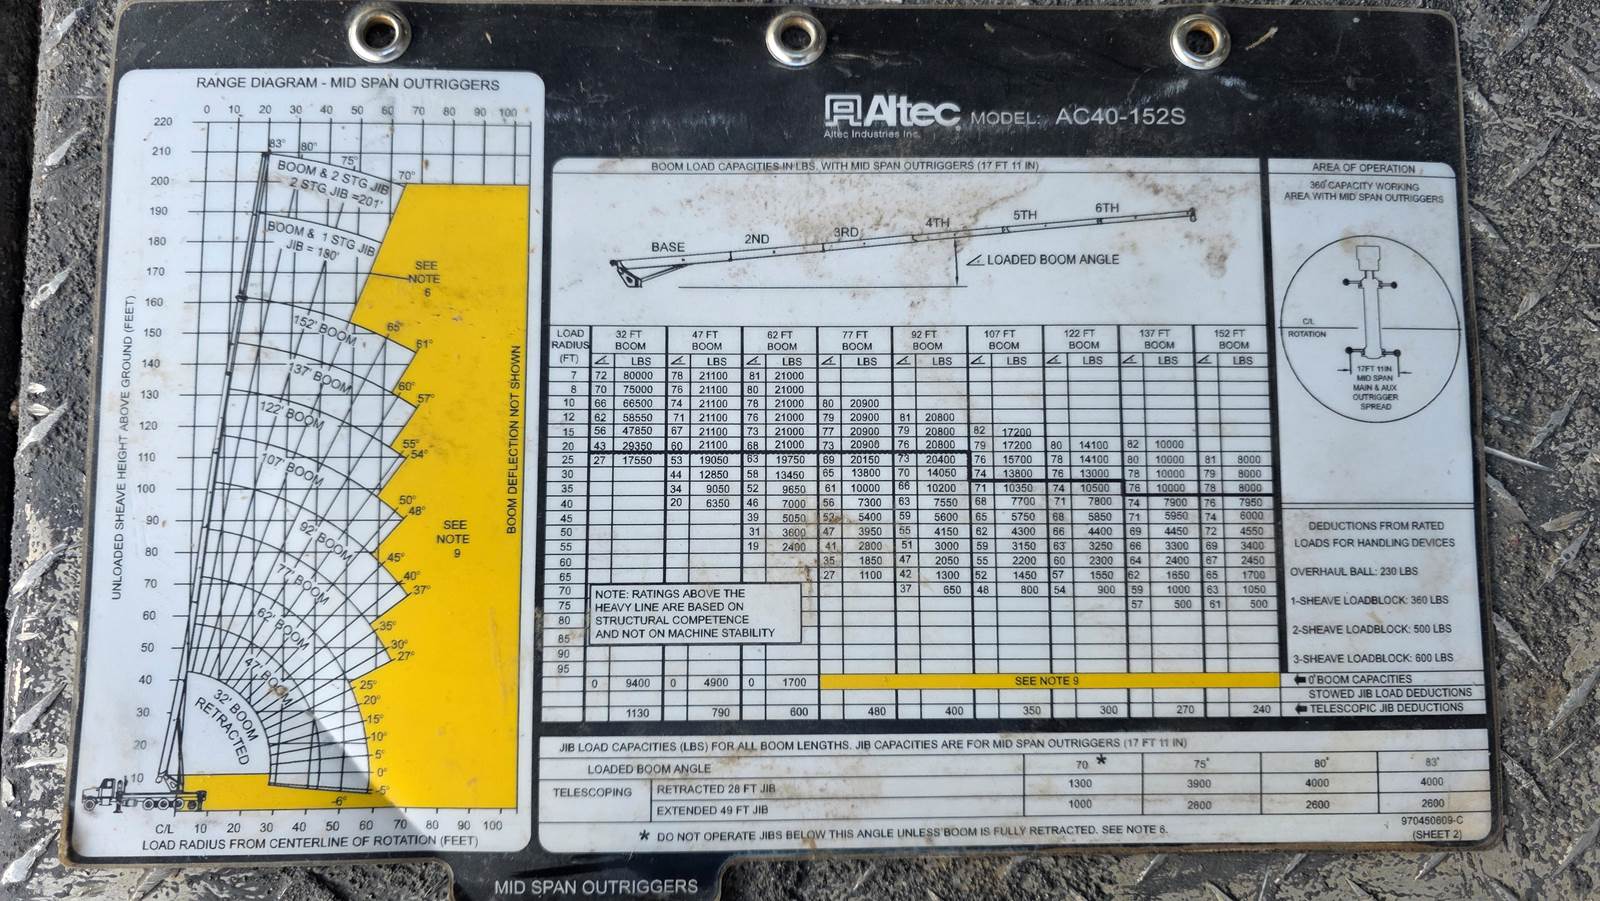 RANGE DIAGRAM - MID SPAN OUTRIGGERS
0 10 20 30 40 50 60 70 80 90 100
220
210
200
190
180
170
160
150
140
130
120
110
100
90
80
70
60
50
40
30
20
10
UNLOADED SHEAVE HEIGHT ABOVE GROUND (FEET)
83° 80° 75° 70°
BOOM & 2 STG JIB
2 STG JIB =201'
BOOM & 1 STG JIB
JIB = 180'
SEE
NOTE
6
152' BOOM
65°
61°
137' BOOM
60°
57°
122' BOOM
55°
54°
107' BOOM
50°
48°
92' BOOM
45°
77' BOOM
40°
37°
62' BOOM
35°
30°
27°
47' BOOM
25°
20°
15°
10°
5°
0°
-5°
-6°
32' BOOM
RETRACTED
SEE
NOTE
9
BOOM DEFLECTION NOT SHOWN
C/L 10 20 30 40 50 60 70 80 90 100
LOAD RADIUS FROM CENTERLINE OF ROTATION (FEET)
Altec MODEL: AC40-152S
Altec Industries Inc.
BOOM LOAD CAPACITIES IN LBS. WITH MID SPAN OUTRIGGERS (17 FT 11 IN)
BASE 2ND 3RD 4TH 5TH 6TH
∠ LOADED BOOM ANGLE
LOAD RADIUS (FT) 32 FT BOOM 47 FT BOOM 62 FT BOOM 77 FT BOOM 92 FT BOOM 107 FT BOOM 122 FT BOOM 137 FT BOOM 152 FT BOOM
∠ LBS ∠ LBS ∠ LBS ∠ LBS ∠ LBS ∠ LBS ∠ LBS ∠ LBS ∠ LBS
7 72 80000 78 21100 81 21000
8 70 75000 76 21100 80 21000
10 66 66500 74 21100 78 21000 80 20900
12 62 58550 71 21100 76 21000 79 20900 81 20800
15 56 47850 67 21100 73 21000 77 20900 79 20800 82 17200
20 43 29350 60 21100 68 21000 73 20908 76 20800 79 17200 80 14100 82 10000
25 27 17550 53 19050 63 19750 69 20150 73 20400 76 15700 78 14100 80 10000 81 8000
30 44 12850 58 13450 65 13800 70 14050 74 13800 76 13000 78 10000 79 8000
35 34 9050 52 9650 61 10000 66 10200 71 10350 74 10500 76 10000 78 8000
40 20 6350 46 7000 56 7300 63 7550 68 7700 71 7800 74 7900 76 7950
45 39 5050 52 5400 59 5600 65 5750 68 5850 71 5950 74 6000
50 31 3600 47 3950 55 4150 62 4300 66 4400 69 4450 72 4550
55 19 2400 41 2800 51 3000 59 3150 63 3250 66 3300 69 3400
60 35 1850 47 2050 55 2200 60 2300 64 2400 67 2450
65 27 1100 42 1300 52 1450 57 1550 62 1650 65 1700
70 37 650 48 800 54 900 59 1000 63 1050
75 57 500 61 500
80
85
90
95
NOTE: RATINGS ABOVE THE
HEAVY LINE ARE BASED ON
STRUCTURAL COMPETENCE
AND NOT ON MACHINE STABILITY
0 9400 0 4900 0 1700 SEE NOTE 9 0° BOOM CAPACITIES
STOWED JIB LOAD DEDUCTIONS
1130 790 600 480 400 350 300 270 240 TELESCOPIC JIB DEDUCTIONS
AREA OF OPERATION
360° CAPACITY WORKING
AREA WITH MID SPAN OUTRIGGERS
C/L
ROTATION
17FT 11IN
MID SPAN
MAIN & AUX
OUTRIGGER
SPREAD
DEDUCTIONS FROM RATED
LOADS FOR HANDLING DEVICES
OVERHAUL BALL: 230 LBS
1-SHEAVE LOADBLOCK: 360 LBS
2-SHEAVE LOADBLOCK: 500 LBS
3-SHEAVE LOADBLOCK: 600 LBS
JIB LOAD CAPACITIES (LBS) FOR ALL BOOM LENGTHS. JIB CAPACITIES ARE FOR MID SPAN OUTRIGGERS (17 FT 11 IN)
LOADED BOOM ANGLE 70 * 75° 80° 83°
TELESCOPING RETRACTED 28 FT JIB 1300 3900 4000 4000
EXTENDED 49 FT JIB 1000 2800 2600 2600
* DO NOT OPERATE JIBS BELOW THIS ANGLE UNLESS BOOM IS FULLY RETRACTED. SEE NOTE 6.
970450609-C
(SHEET 2)
MID SPAN OUTRIGGERS